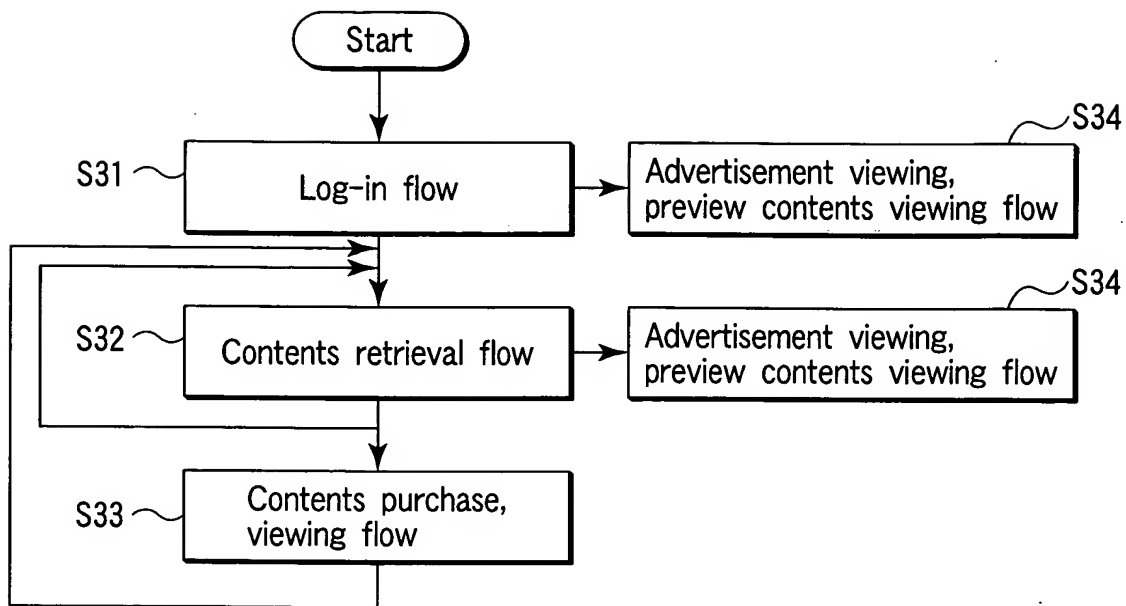 Start
S31
Log-in flow
S34
Advertisement viewing,
preview contents viewing flow
S32
Contents retrieval flow
S34
Advertisement viewing,
preview contents viewing flow
S33
Contents purchase,
viewing flow